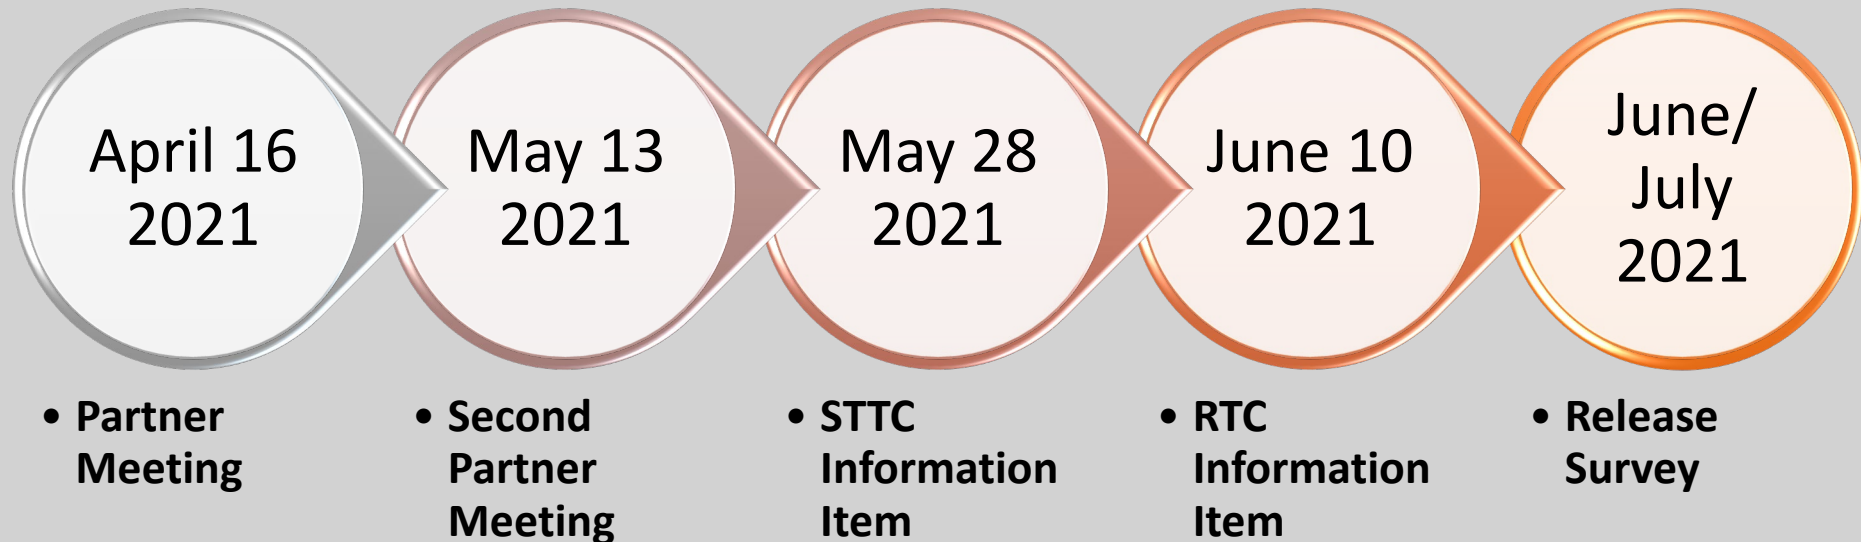 April 16
2021
May 13
2021
May 28
2021
June 10
2021
June/
July
2021
• Partner
Meeting
• Second
Partner
Meeting
• STTC
Information
Item
• RTC
Information
Item
• Release
Survey